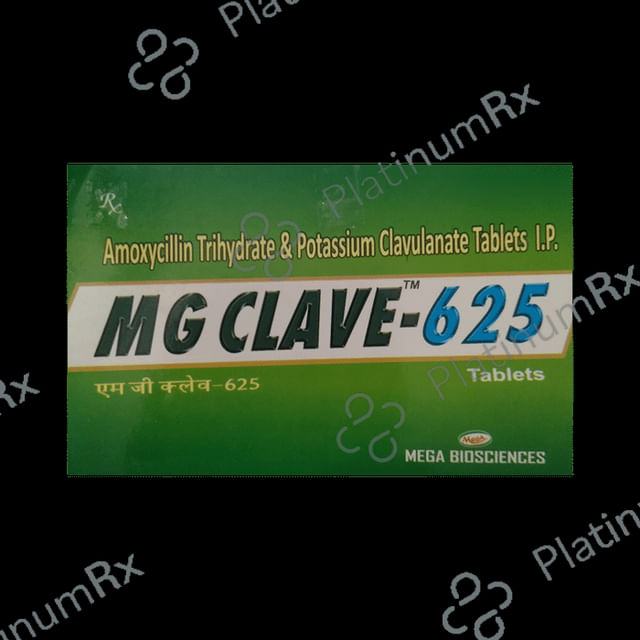 Rx
Amoxycillin Trihydrate & Potassium Clavulanate Tablets I.P.
MG CLAVE™-625
एम जी क्लेव-625
Tablets
Mega
MEGA BIOSCIENCES
PlatinumRx
PlatinumRx
PlatinumRx
PlatinumRx